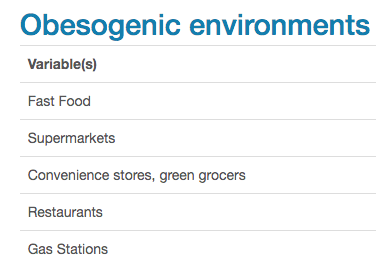 Obesogenic environments
Variable(s)
Fast Food
Supermarkets
Convenience stores, green grocers
Restaurants
Gas Stations